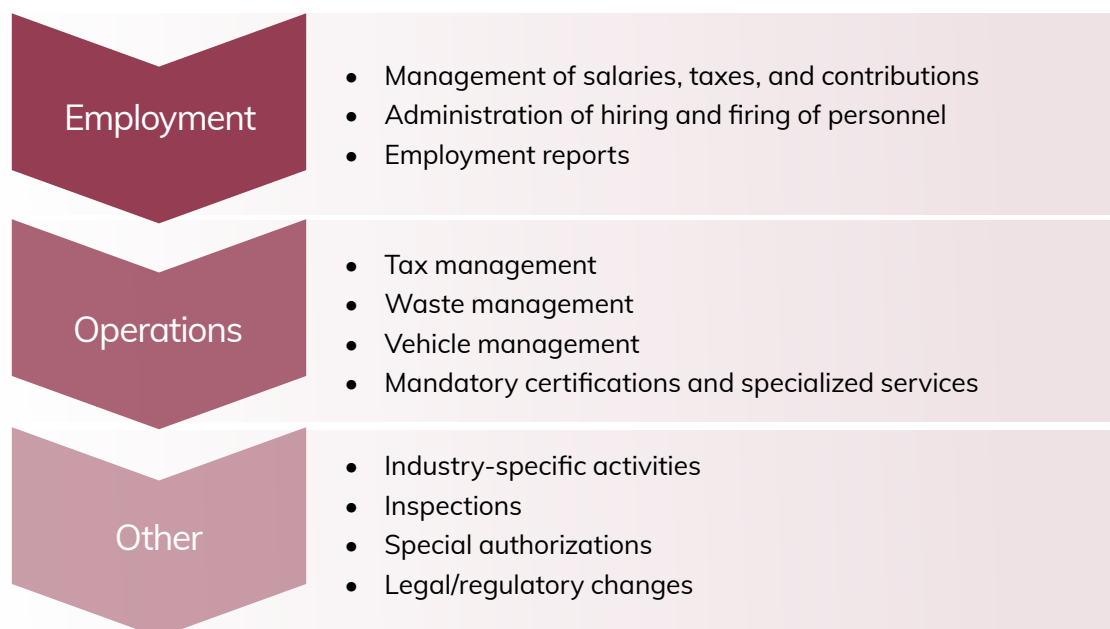 Employment
• Management of salaries, taxes, and contributions
• Administration of hiring and firing of personnel
• Employment reports
Operations
• Tax management
• Waste management
• Vehicle management
• Mandatory certifications and specialized services
Other
• Industry-specific activities
• Inspections
• Special authorizations
• Legal/regulatory changes